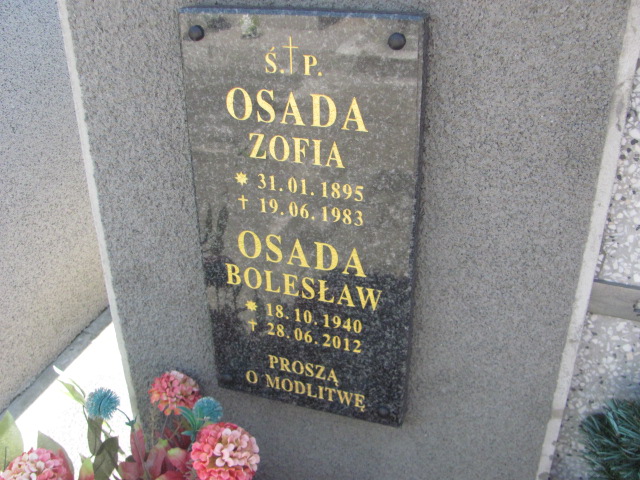 Ś.†P.
OSADA
ZOFIA
* 31.01.1895
† 19.06.1983
OSADA
BOLESŁAW
* 18.10.1940
† 28.06.2012
PROSZĄ
O MODLITWĘ